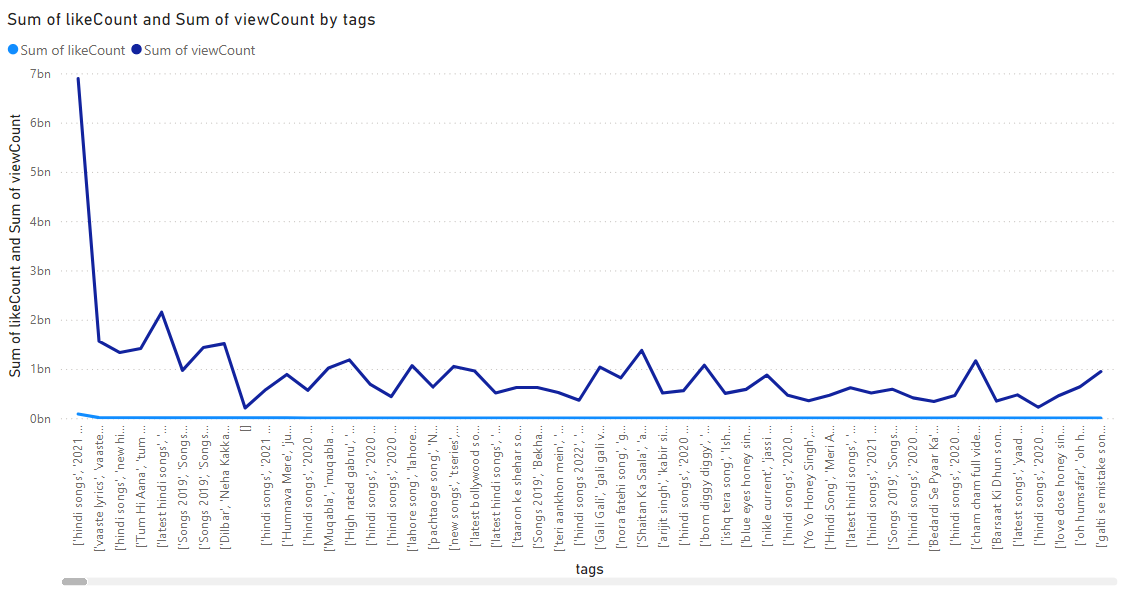 Sum of likeCount and Sum of viewCount by tags
Sum of likeCount Sum of viewCount
Sum of likeCount and Sum of viewCount
7bn
6bn
5bn
4bn
3bn
2bn
1bn
0bn
['hindi songs', '2021 ...
['vaaste lyrics', 'vaaste...
['hindi songs', 'new hi...
['Tum Hi Aana', 'tum ...
['latest hindi songs', '...
['Songs 2019', 'Songs...
['Songs 2019', 'Songs...
['Dilbar', 'Neha Kakka...
[]
['hindi songs', '2021 ...
['Humnava Mere', 'ju...
['hindi songs', '2020 ...
['Muqabla', 'muqabla ...
['High rated gabru', '...
['hindi songs', '2020 ...
['hindi songs', '2020 ...
['lahore song', 'lahore...
['pachtaoge song', 'N...
['new songs', 'tseries',...
['latest bollywood so...
['latest hindi songs', '...
['taaron ke shehar so...
['Songs 2019', 'Bekha...
['teri aankhon mein', '...
['hindi songs 2022', '...
['Gali Gali', 'gali gali v...
['nora fatehi song', 'g...
['Shaitan Ka Saala', 'a...
['arijit singh', 'kabir si...
['hindi songs', '2020 ...
['bom diggy diggy', '...
['ishq tera song', 'ish...
['blue eyes honey sin...
['nikle current', 'jassi ...
['hindi songs', '2020 ...
['Yo Yo Honey Singh',...
['Hindi Song', 'Meri A...
['latest hindi songs', '...
['hindi songs', '2021 ...
['Songs 2019', 'Songs...
['hindi songs', '2020 ...
['Bedardi Se Pyaar Ka'...
['hindi songs', '2020 ...
['cham cham full vide...
['Barsaat Ki Dhun son...
['latest songs', 'yaad ...
['hindi songs', '2020 ...
['love dose honey sin...
['oh humsafar', 'oh h...
['galti se mistake son...
tags